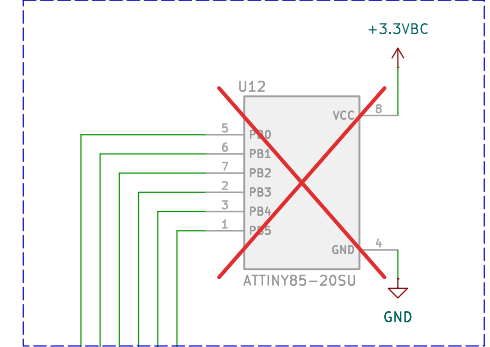 +3.3VBC
U12
VCC 8
5 PB0
6 PB1
7 PB2
2 PB3
3 PB4
1 PB5
GND 4
ATTINY85-20SU
GND